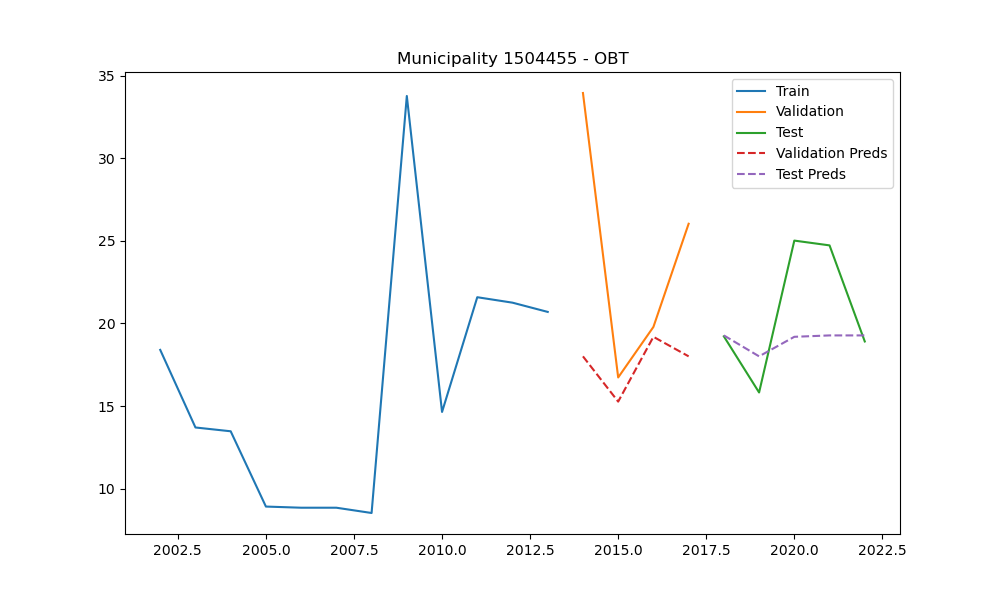 Municipality 1504455 - OBT
35
30
25
20
15
10
2002.5 2005.0 2007.5 2010.0 2012.5 2015.0 2017.5 2020.0 2022.5
Train
Validation
Test
Validation Preds
Test Preds